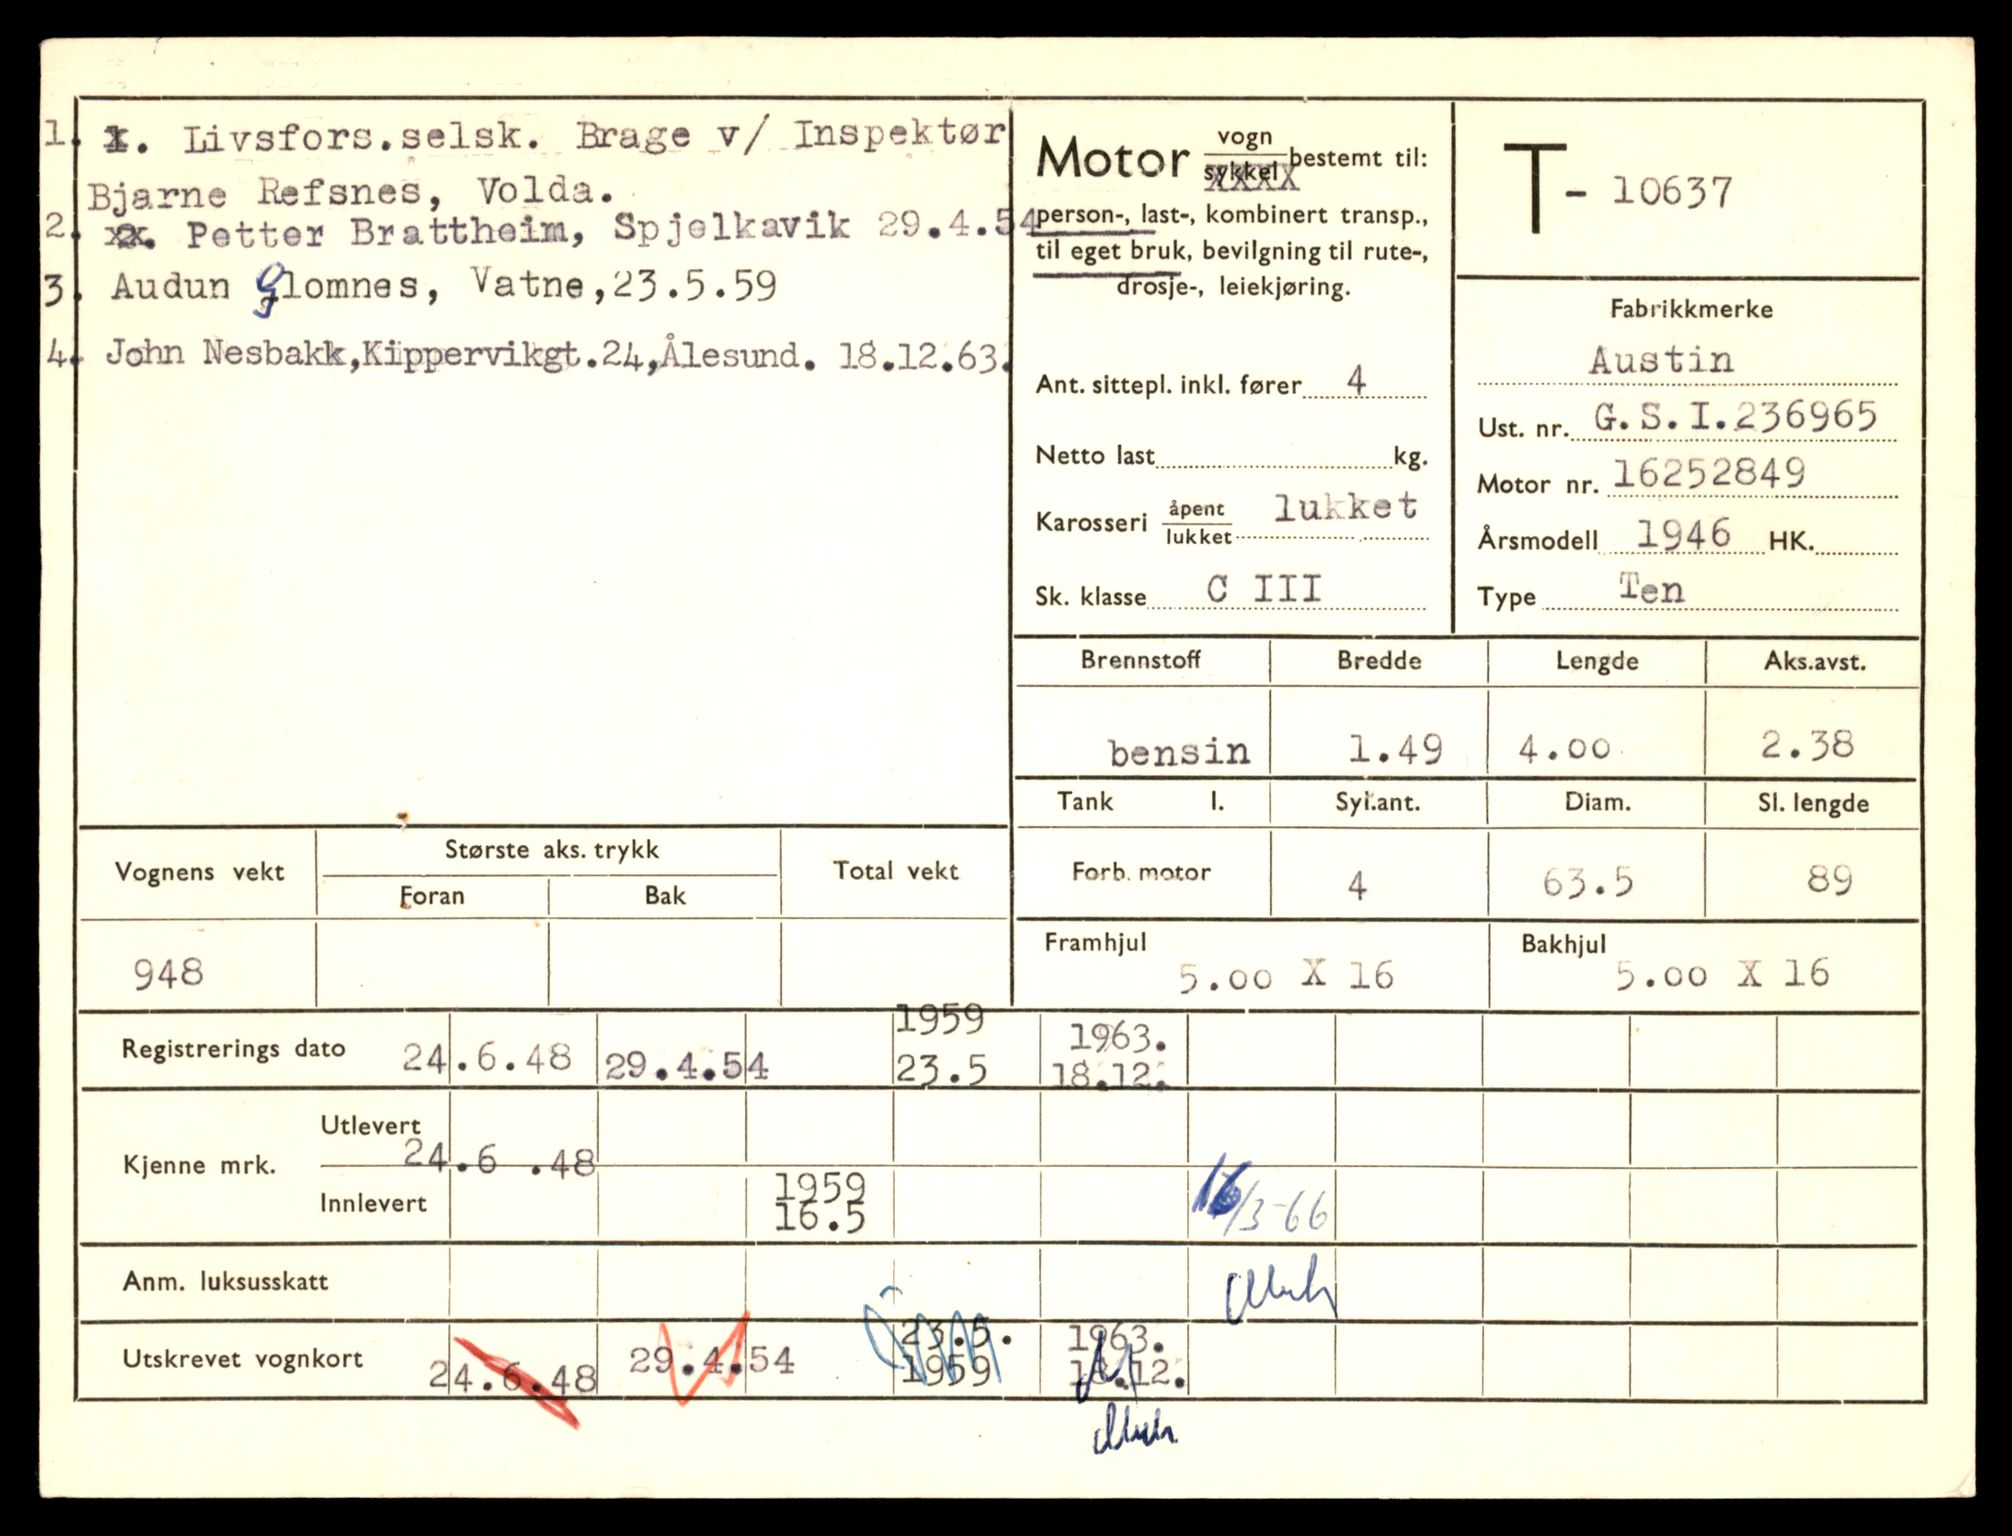 1. 1. Livsfors.selsk. Brage v/ Inspektør
Bjarne Refsnes, Volda.
2. xx. Petter Brattheim, Spjelkavik 29.4.54
3. Audun Glomnes, Vatne,23.5.59
4. John Nesbakk,Kippervikgt.24,Ålesund. 18.12.63.
Motor vogn bestemt til:
sykkel XXXX
person-, last-, kombinert transp.,
til eget bruk, bevilgning til rute-,
drosje-, leiekjøring.
Ant. sittepl. inkl. fører 4
Netto last kg.
Karosseri åpent lukket
lukket
Sk. klasse C III
T- 10637
Fabrikkmerke
Austin
Ust. nr. G.S.I.236965
Motor nr. 16252849
Årsmodell 1946 HK.
Type Ten
Brennstoff Bredde Lengde Aks.avst.
bensin 1.49 4.00 2.38
Tank l. Syl.ant. Diam. Sl. lengde
Forb. motor 4 63.5 89
Framhjul Bakhjul
5.00 X 16 5.00 X 16
Vognens vekt Største aks. trykk Total vekt
Foran Bak
948
1959 1963.
Registrerings dato 24.6.48 29.4.54 23.5 18.12.
Utlevert
Kjenne mrk. 24.6 .48
1959
Innlevert 16.5 16/3-66
Anm. luksusskatt
23.5. 1963.
Utskrevet vognkort 24.6.48 29.4.54 1959 18.12.